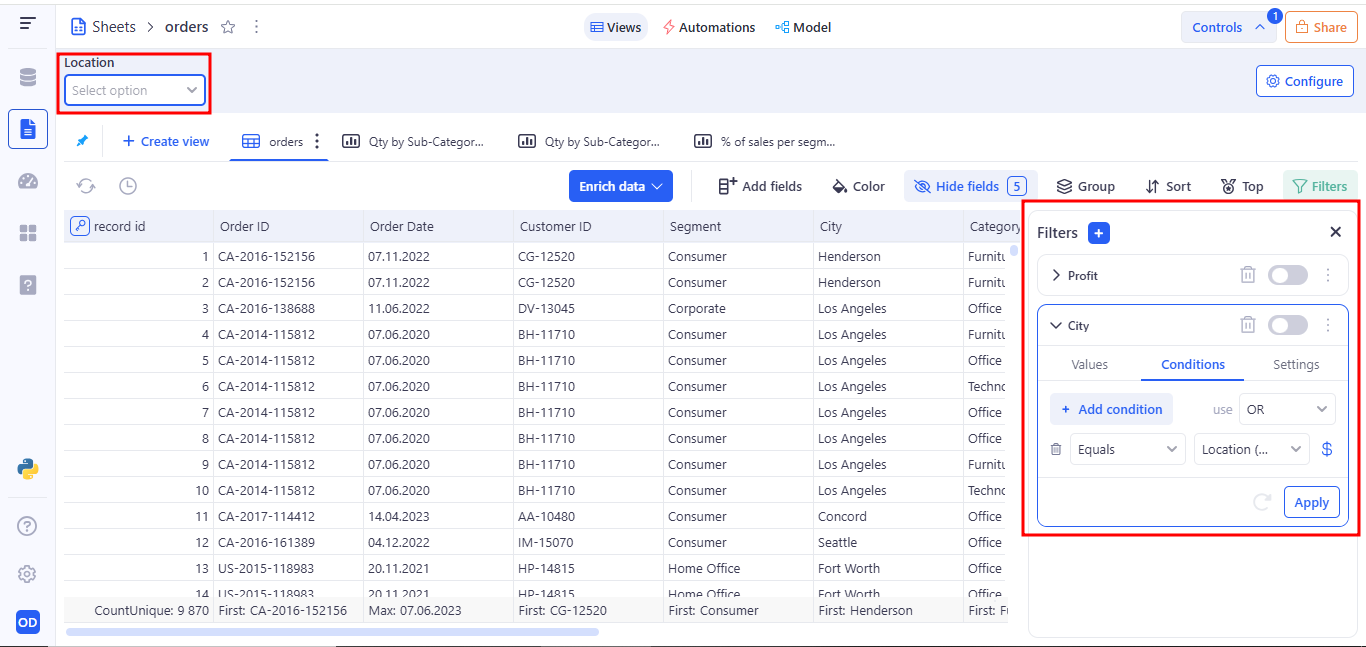 Sheets > orders
Views
Automations
Model
Controls
1
Share
Location
Select option
Configure
+ Create view
orders
Qty by Sub-Categor...
Qty by Sub-Categor...
% of sales per segm...
Enrich data
Add fields
Color
Hide fields 5
Group
Sort
Top
Filters
record id Order ID Order Date Customer ID Segment City Category
1 CA-2016-152156 07.11.2022 CG-12520 Consumer Henderson Furnitu
2 CA-2016-152156 07.11.2022 CG-12520 Consumer Henderson Furnitu
3 CA-2016-138688 11.06.2022 DV-13045 Corporate Los Angeles Office
4 CA-2014-115812 07.06.2020 BH-11710 Consumer Los Angeles Furnitu
5 CA-2014-115812 07.06.2020 BH-11710 Consumer Los Angeles Office
6 CA-2014-115812 07.06.2020 BH-11710 Consumer Los Angeles Techno
7 CA-2014-115812 07.06.2020 BH-11710 Consumer Los Angeles Office
8 CA-2014-115812 07.06.2020 BH-11710 Consumer Los Angeles Office
9 CA-2014-115812 07.06.2020 BH-11710 Consumer Los Angeles Furnitu
10 CA-2014-115812 07.06.2020 BH-11710 Consumer Los Angeles Techno
11 CA-2017-114412 14.04.2023 AA-10480 Consumer Concord Office
12 CA-2016-161389 04.12.2022 IM-15070 Consumer Seattle Office
13 US-2015-118983 20.11.2021 HP-14815 Home Office Fort Worth Office
14 US-2015-118983 20.11.2021 HP-14815 Home Office Fort Worth Office
CountUnique: 9 870 First: CA-2016-152156 Max: 07.06.2023 First: CG-12520 First: Consumer First: Henderson First: F
Filters +
Profit
City
Values Conditions Settings
+ Add condition use OR
Equals Location (... $
Apply
OD